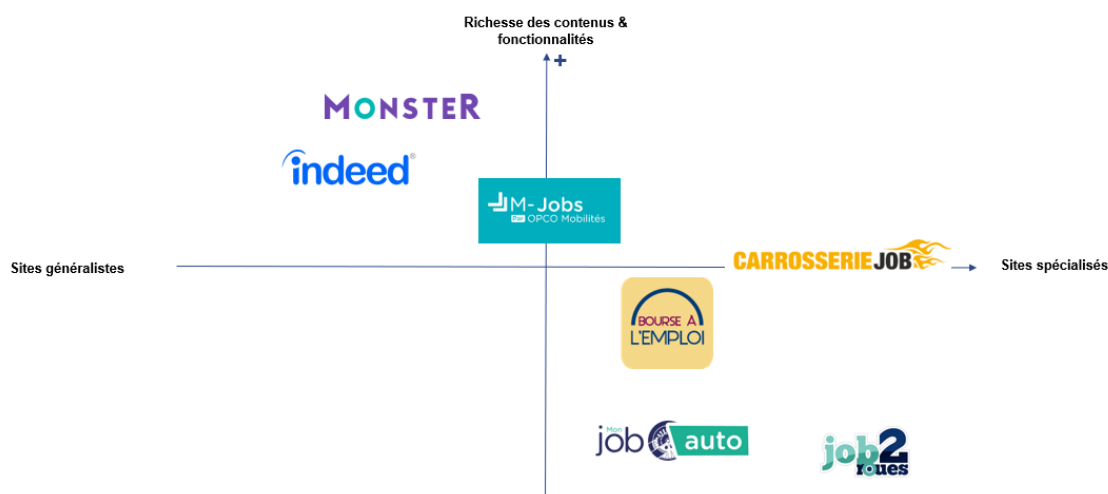 Richesse des contenus &
fonctionnalités
+
MONSTER
indeed®
M-Jobs
Par OPCO Mobilités
Sites généralistes
CARROSSERIEJOB
Sites spécialisés
BOURSE À
L'EMPLOI
Mon
job auto
job2
roues